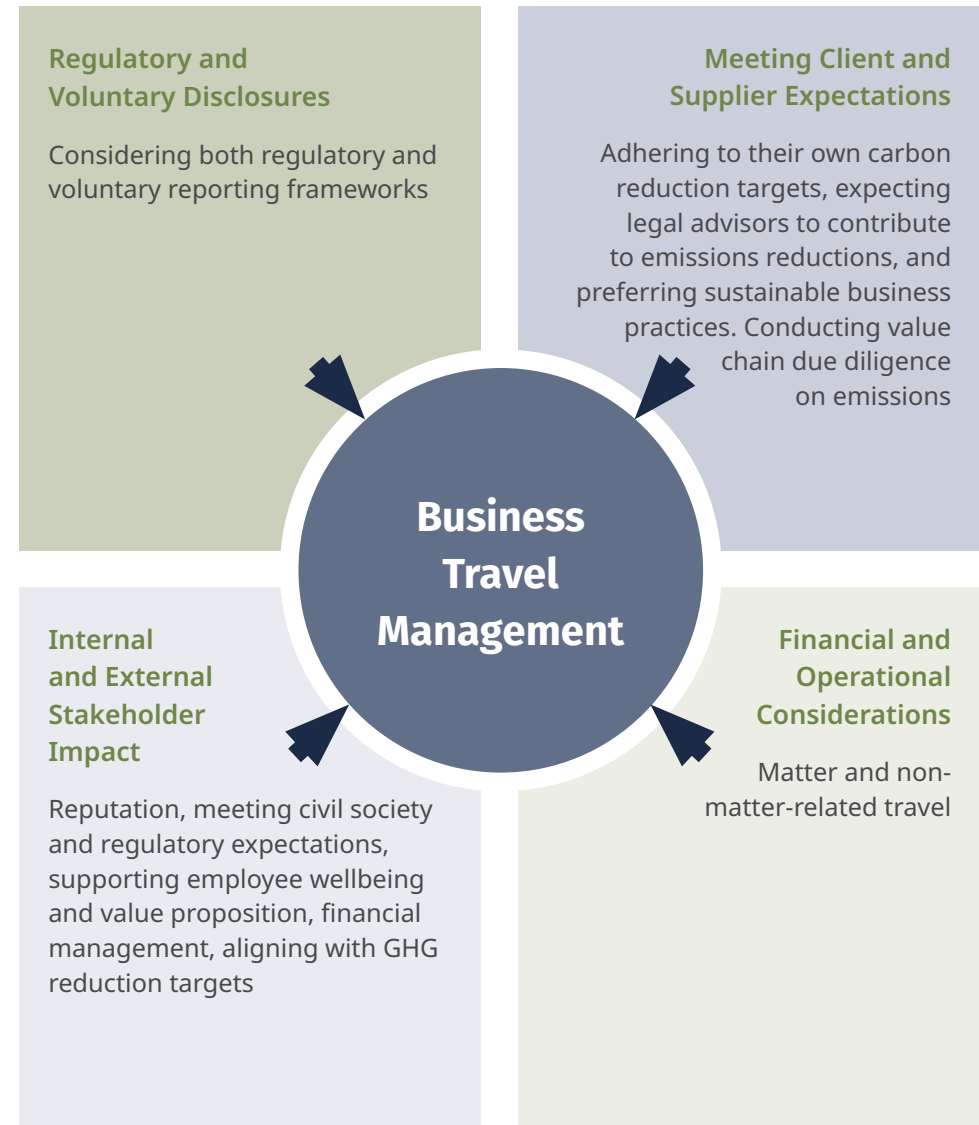 Regulatory and
Voluntary Disclosures
Considering both regulatory and
voluntary reporting frameworks
Meeting Client and
Supplier Expectations
Adhering to their own carbon
reduction targets, expecting
legal advisors to contribute
to emissions reductions, and
preferring sustainable business
practices. Conducting value
chain due diligence
on emissions
Business
Travel
Management
Internal
and External
Stakeholder
Impact
Reputation, meeting civil society
and regulatory expectations,
supporting employee wellbeing
and value proposition, financial
management, aligning with GHG
reduction targets
Financial and
Operational
Considerations
Matter and non-
matter-related travel